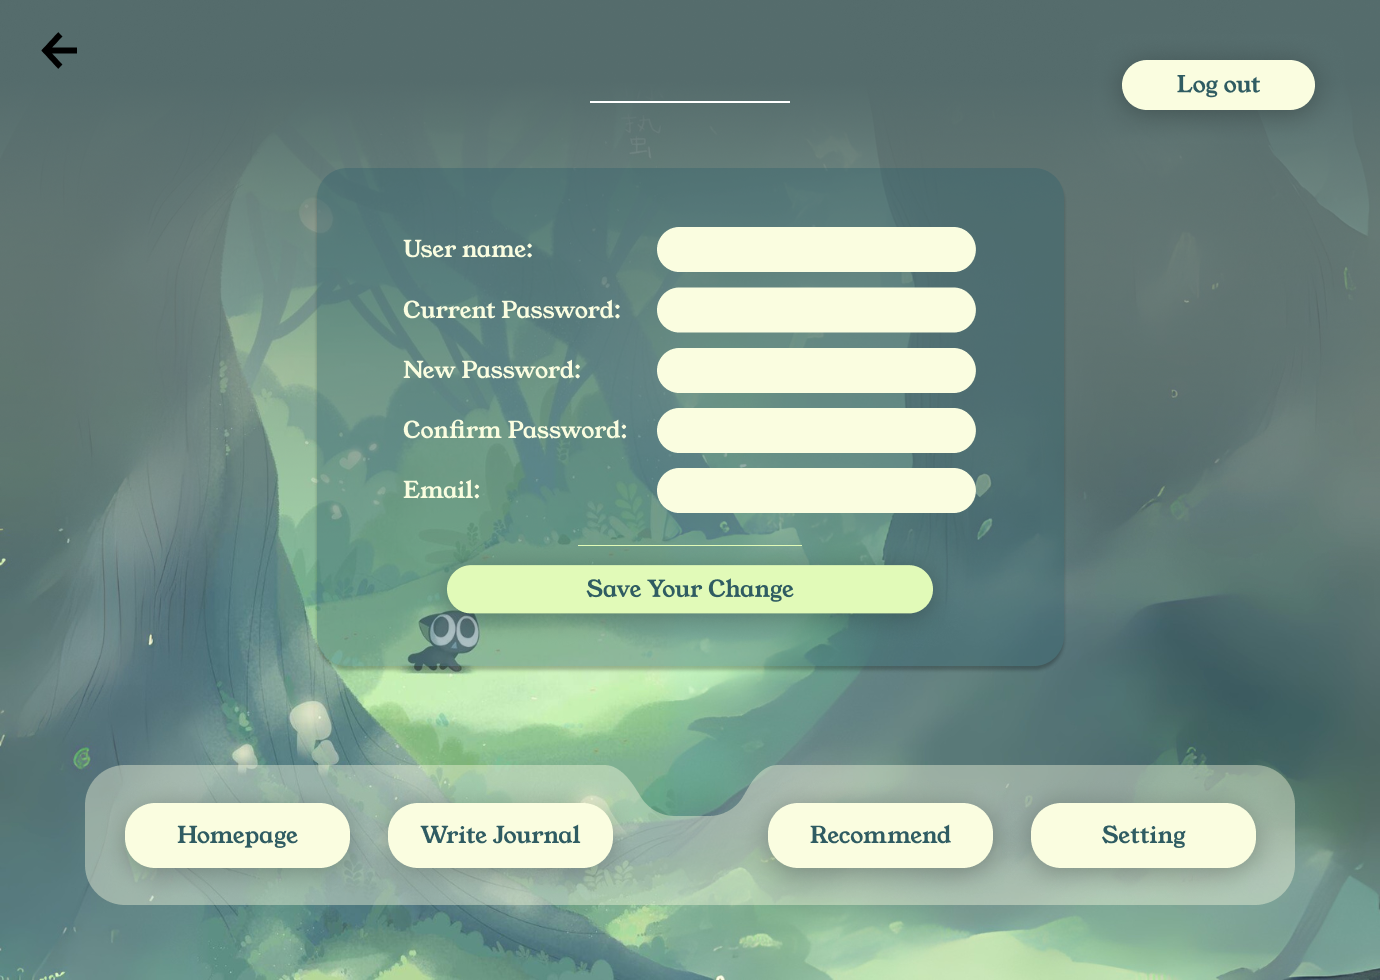 Log out
User name:
Current Password:
New Password:
Confirm Password:
Email:
Save Your Change
Homepage
Write Journal
Recommend
Setting